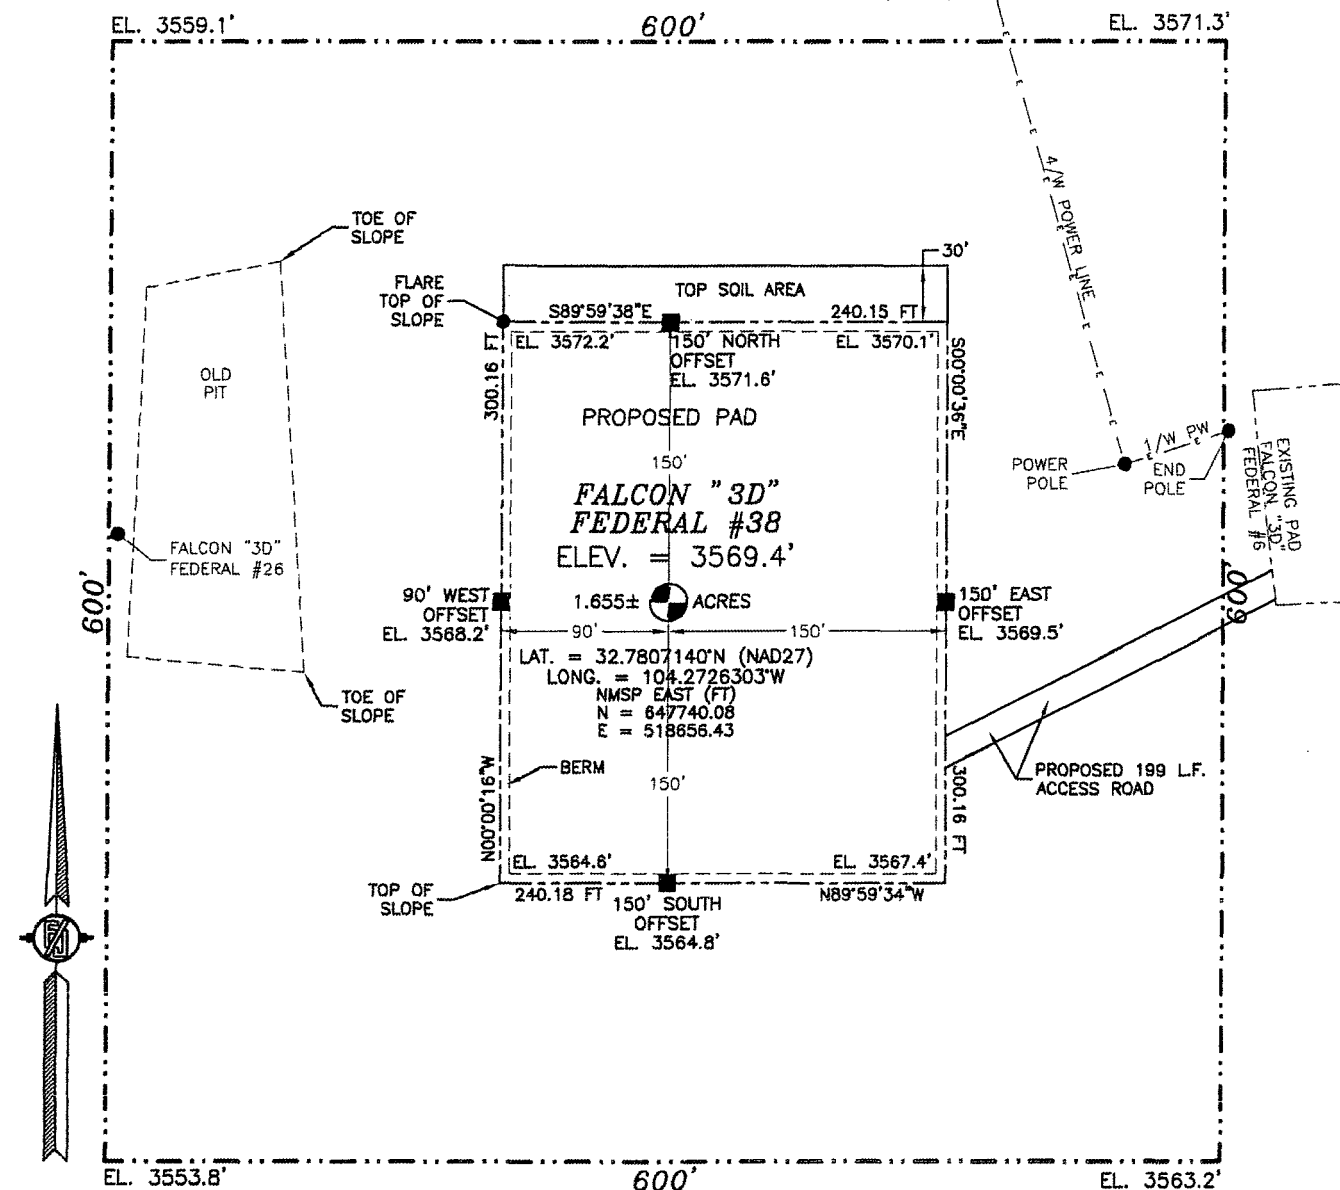 EL. 3559.1'
600'
EL. 3571.3'
4/W POWER LINE
TOE OF
SLOPE
30'
FLARE
TOP OF
SLOPE
TOP SOIL AREA
S89°59'38"E
240.15 FT
300.16 FT
EL. 3572.2'
150' NORTH
OFFSET
EL. 3571.6'
EL. 3570.1'
S00°00'36"E
OLD
PIT
PROPOSED PAD
150'
1/W PW
POWER
POLE
END
POLE
EXISTING PAD
FALCON "3D"
FEDERAL #6
FALCON "3D"
FEDERAL #38
ELEV. = 3569.4'
FALCON "3D"
FEDERAL #26
600'
90' WEST
OFFSET
EL. 3568.2'
1.655± ACRES
150' EAST
OFFSET
EL. 3569.5'
600'
90'
150'
LAT. = 32.7807140°N (NAD27)
LONG. = 104.2726303°W
NMSP EAST (FT)
N = 647740.08
E = 518656.43
TOE OF
SLOPE
BERM
150'
N00°00'16"W
300.16 FT
PROPOSED 199 L.F.
ACCESS ROAD
EL. 3564.6'
EL. 3567.4'
TOP OF
SLOPE
240.18 FT
150' SOUTH
OFFSET
EL. 3564.8'
N89°59'34"W
EL. 3553.8'
600'
EL. 3563.2'